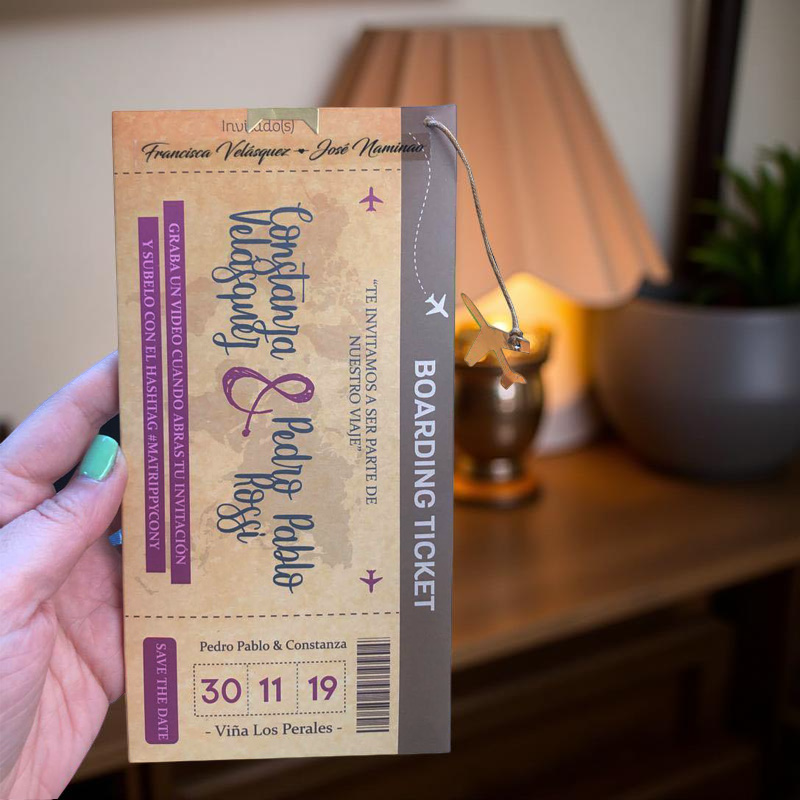 Invitado(s)
Francisca Velásquez ♥ José Naminao
BOARDING TICKET
"TE INVITAMOS A SER PARTE DE
NUESTRO VIAJE"
Constanza
Velásquez
&
Pedro Pablo
Rossi
GRABA UN VIDEO CUANDO ABRAS TU INVITACIÓN
Y SUBELO CON EL HASHTAG #MATRIPPYCONY
Pedro Pablo & Constanza
30 11 19
- Viña Los Perales -
SAVE THE DATE